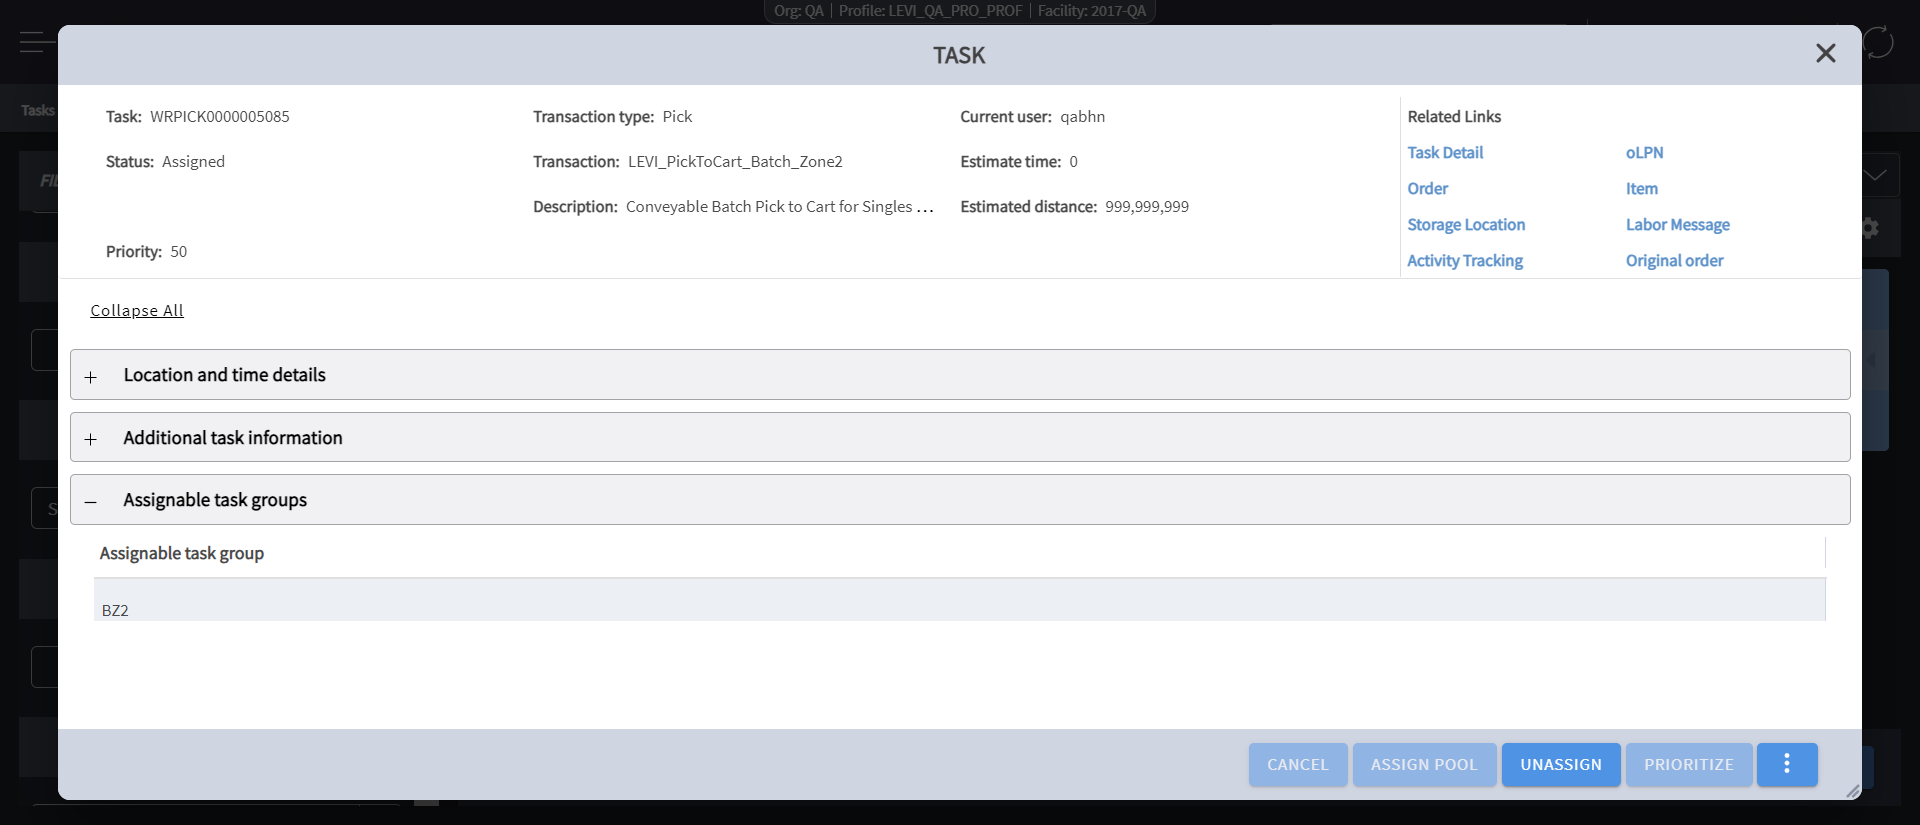 Org: QA | Profile: LEVI_QA_PRO_PROF | Facility: 2017-QA
TASK
Tasks
Task: WRPICK0000005085
Transaction type: Pick
Current user: qabhn
Related Links
Status: Assigned
Transaction: LEVI_PickToCart_Batch_Zone2
Estimate time: 0
Task Detail
oLPN
Description: Conveyable Batch Pick to Cart for Singles ...
Estimated distance: 999,999,999
Order
Item
Storage Location
Labor Message
Priority: 50
Activity Tracking
Original order
Collapse All
+ Location and time details
+ Additional task information
– Assignable task groups
Assignable task group
BZ2
CANCEL
ASSIGN POOL
UNASSIGN
PRIORITIZE